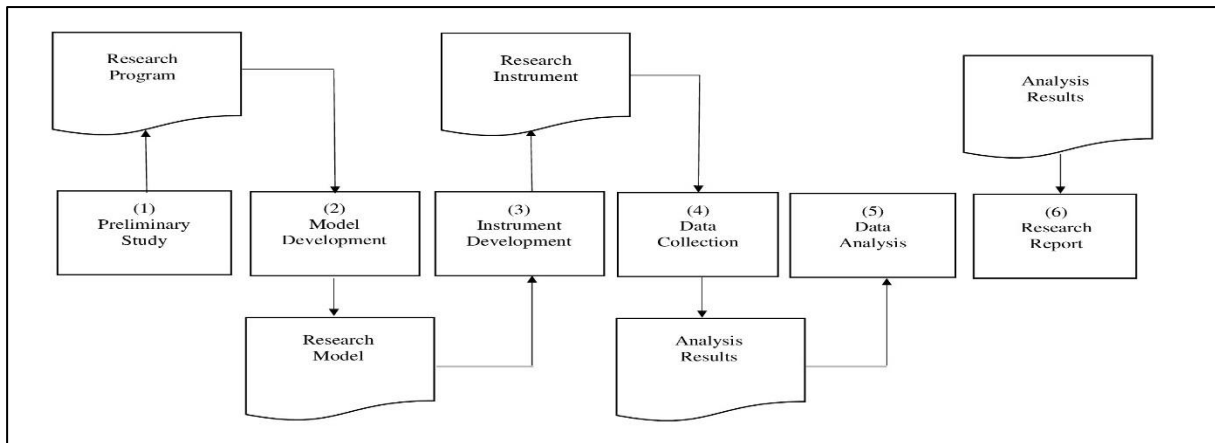 Research
Program
Research
Instrument
Analysis
Results
(1)
Preliminary
Study
(2)
Model
Development
(3)
Instrument
Development
(4)
Data
Collection
(5)
Data
Analysis
(6)
Research
Report
Research
Model
Analysis
Results